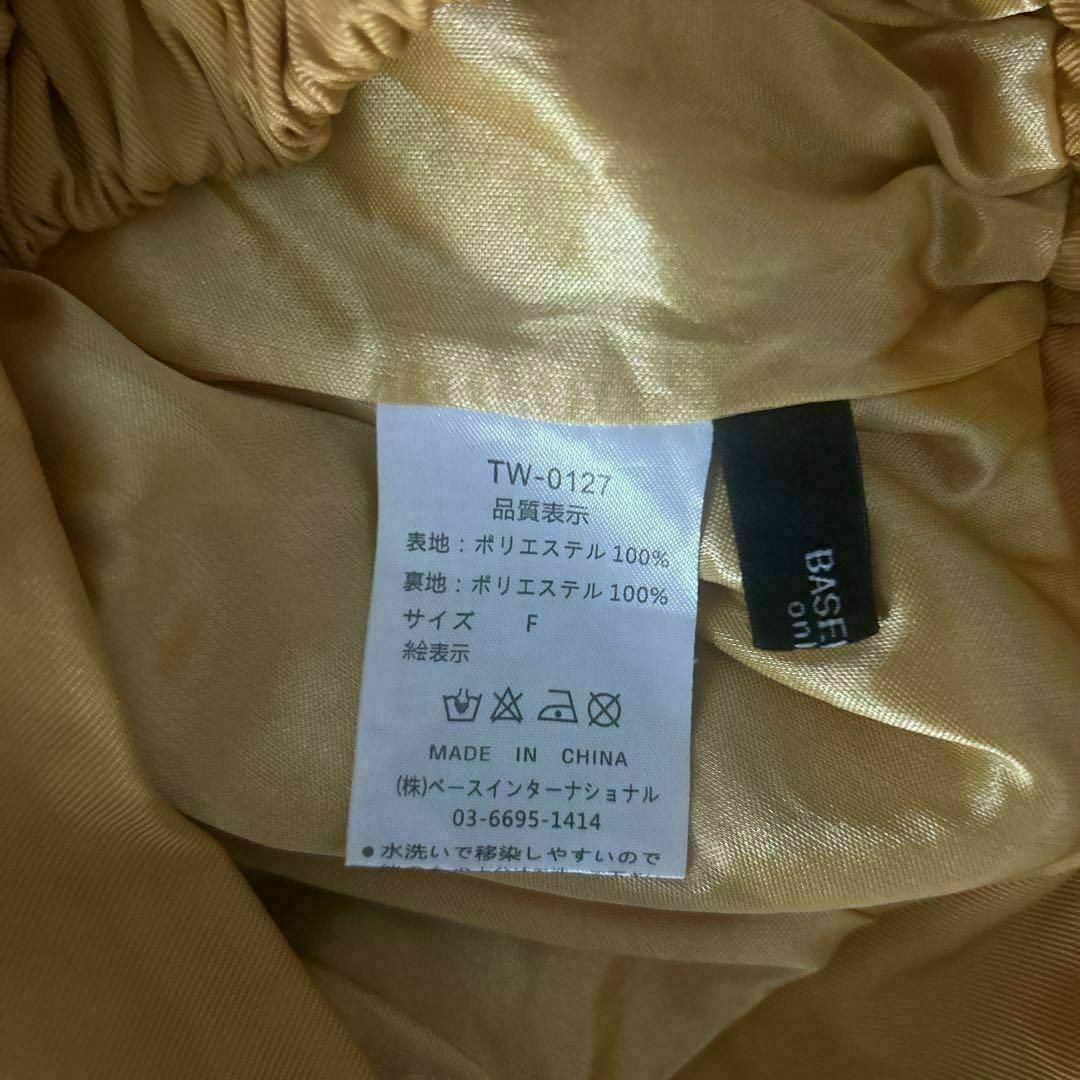 TW-0127
品質表示
表地：ポリエステル 100%
裏地：ポリエステル 100%
サイズ F
絵表示
MADE IN CHINA
(株)ベースインターナショナル
03-6695-1414
●水洗いで移染しやすいので
BASE
on